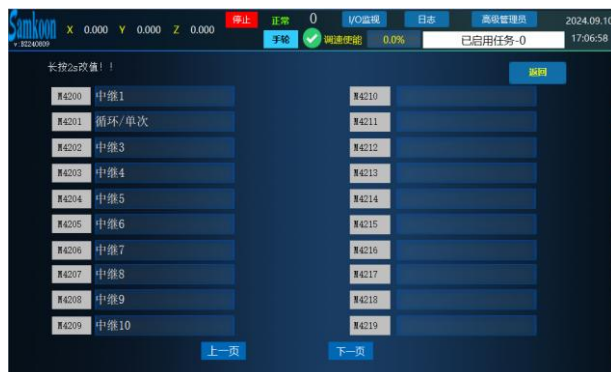 Samkoon X 0.000 Y 0.000 Z 0.000 停止 正常 0 I/O监视 日志 高级管理员 2024.09.10
v:BZ240809 手轮 调速使能 0.0% 已启用任务-0 17:06:58
长按2s改值！！ 返回
M4200 中继1 M4210
M4201 循环/单次 M4211
M4202 中继3 M4212
M4203 中继4 M4213
M4204 中继5 M4214
M4205 中继6 M4215
M4206 中继7 M4216
M4207 中继8 M4217
M4208 中继9 M4218
M4209 中继10 M4219
上一页 下一页